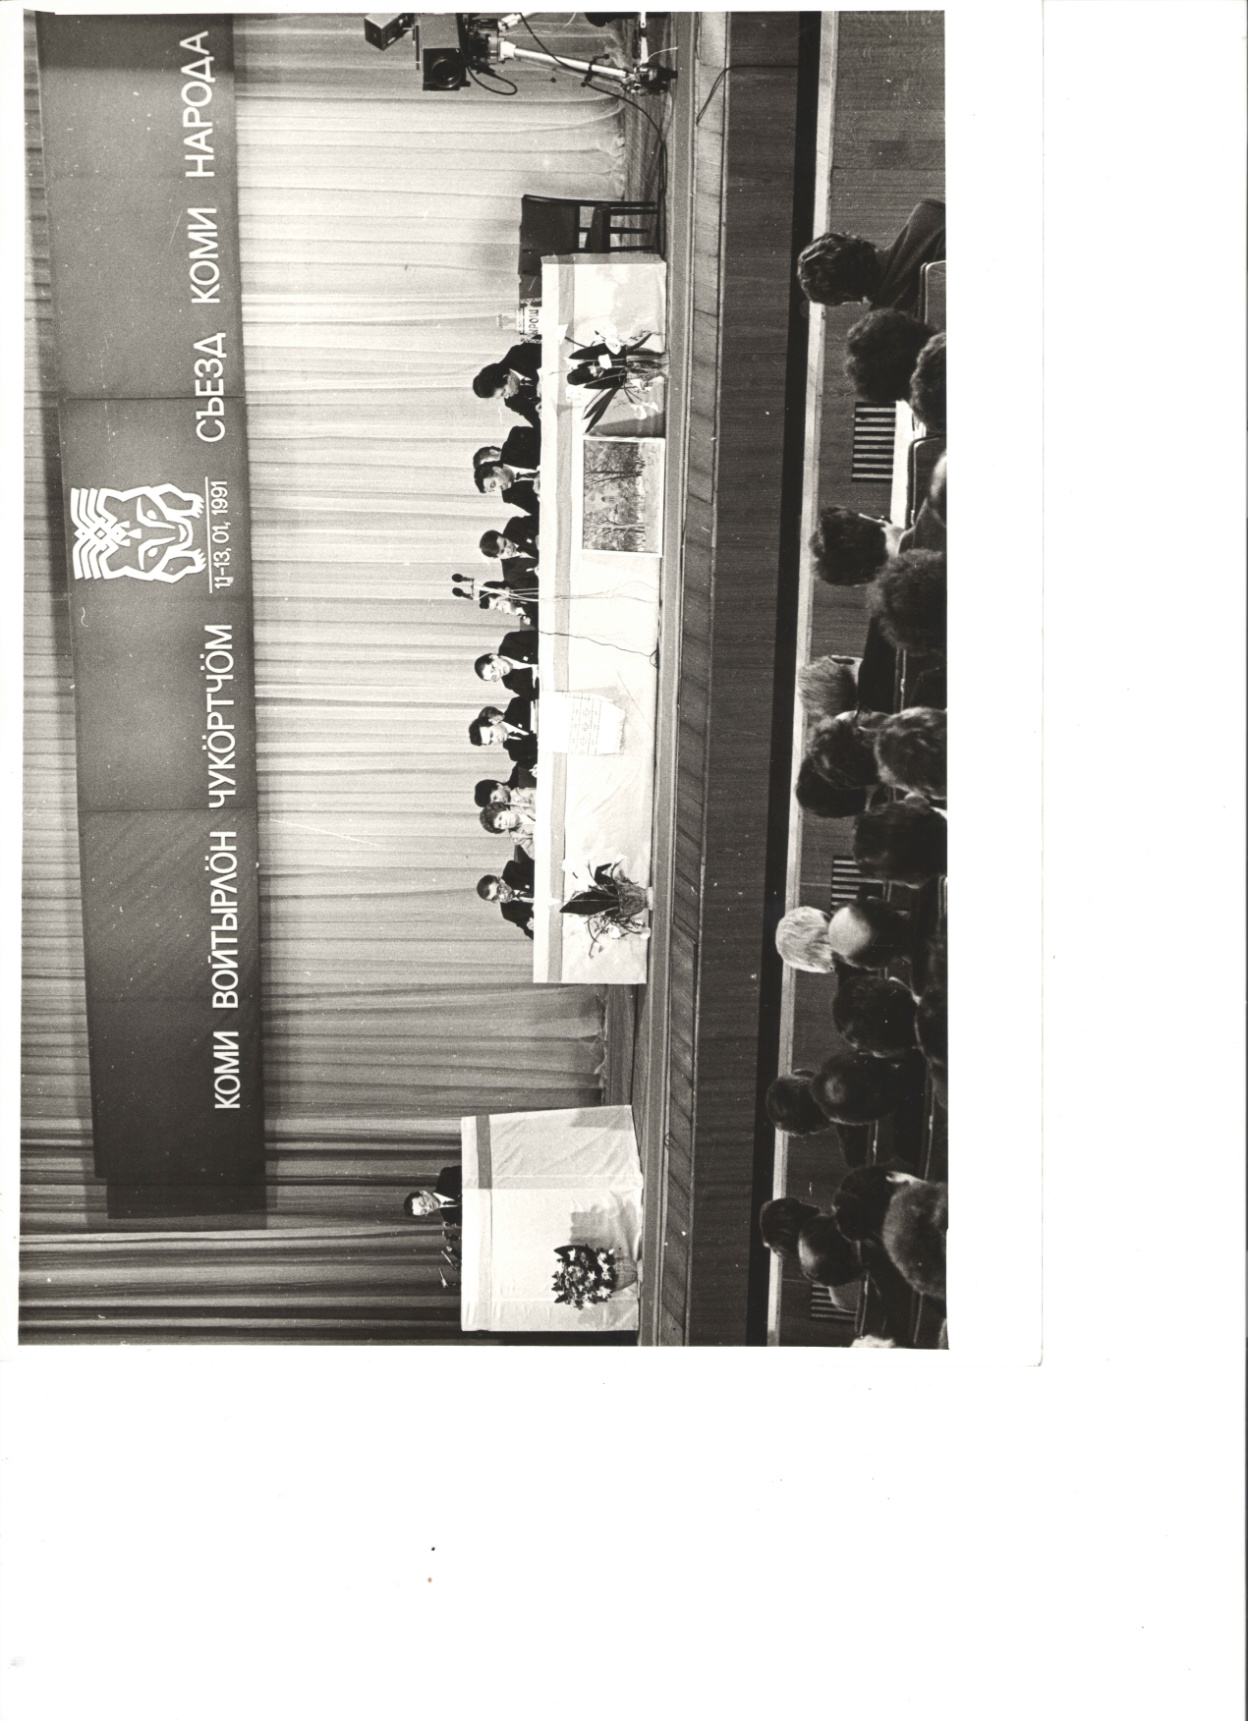 КОМИ ВОЙТЫРЛӦН ЧУКӦРТЧӦМ
11-13, 01, 1991
СЪЕЗД КОМИ НАРОДА